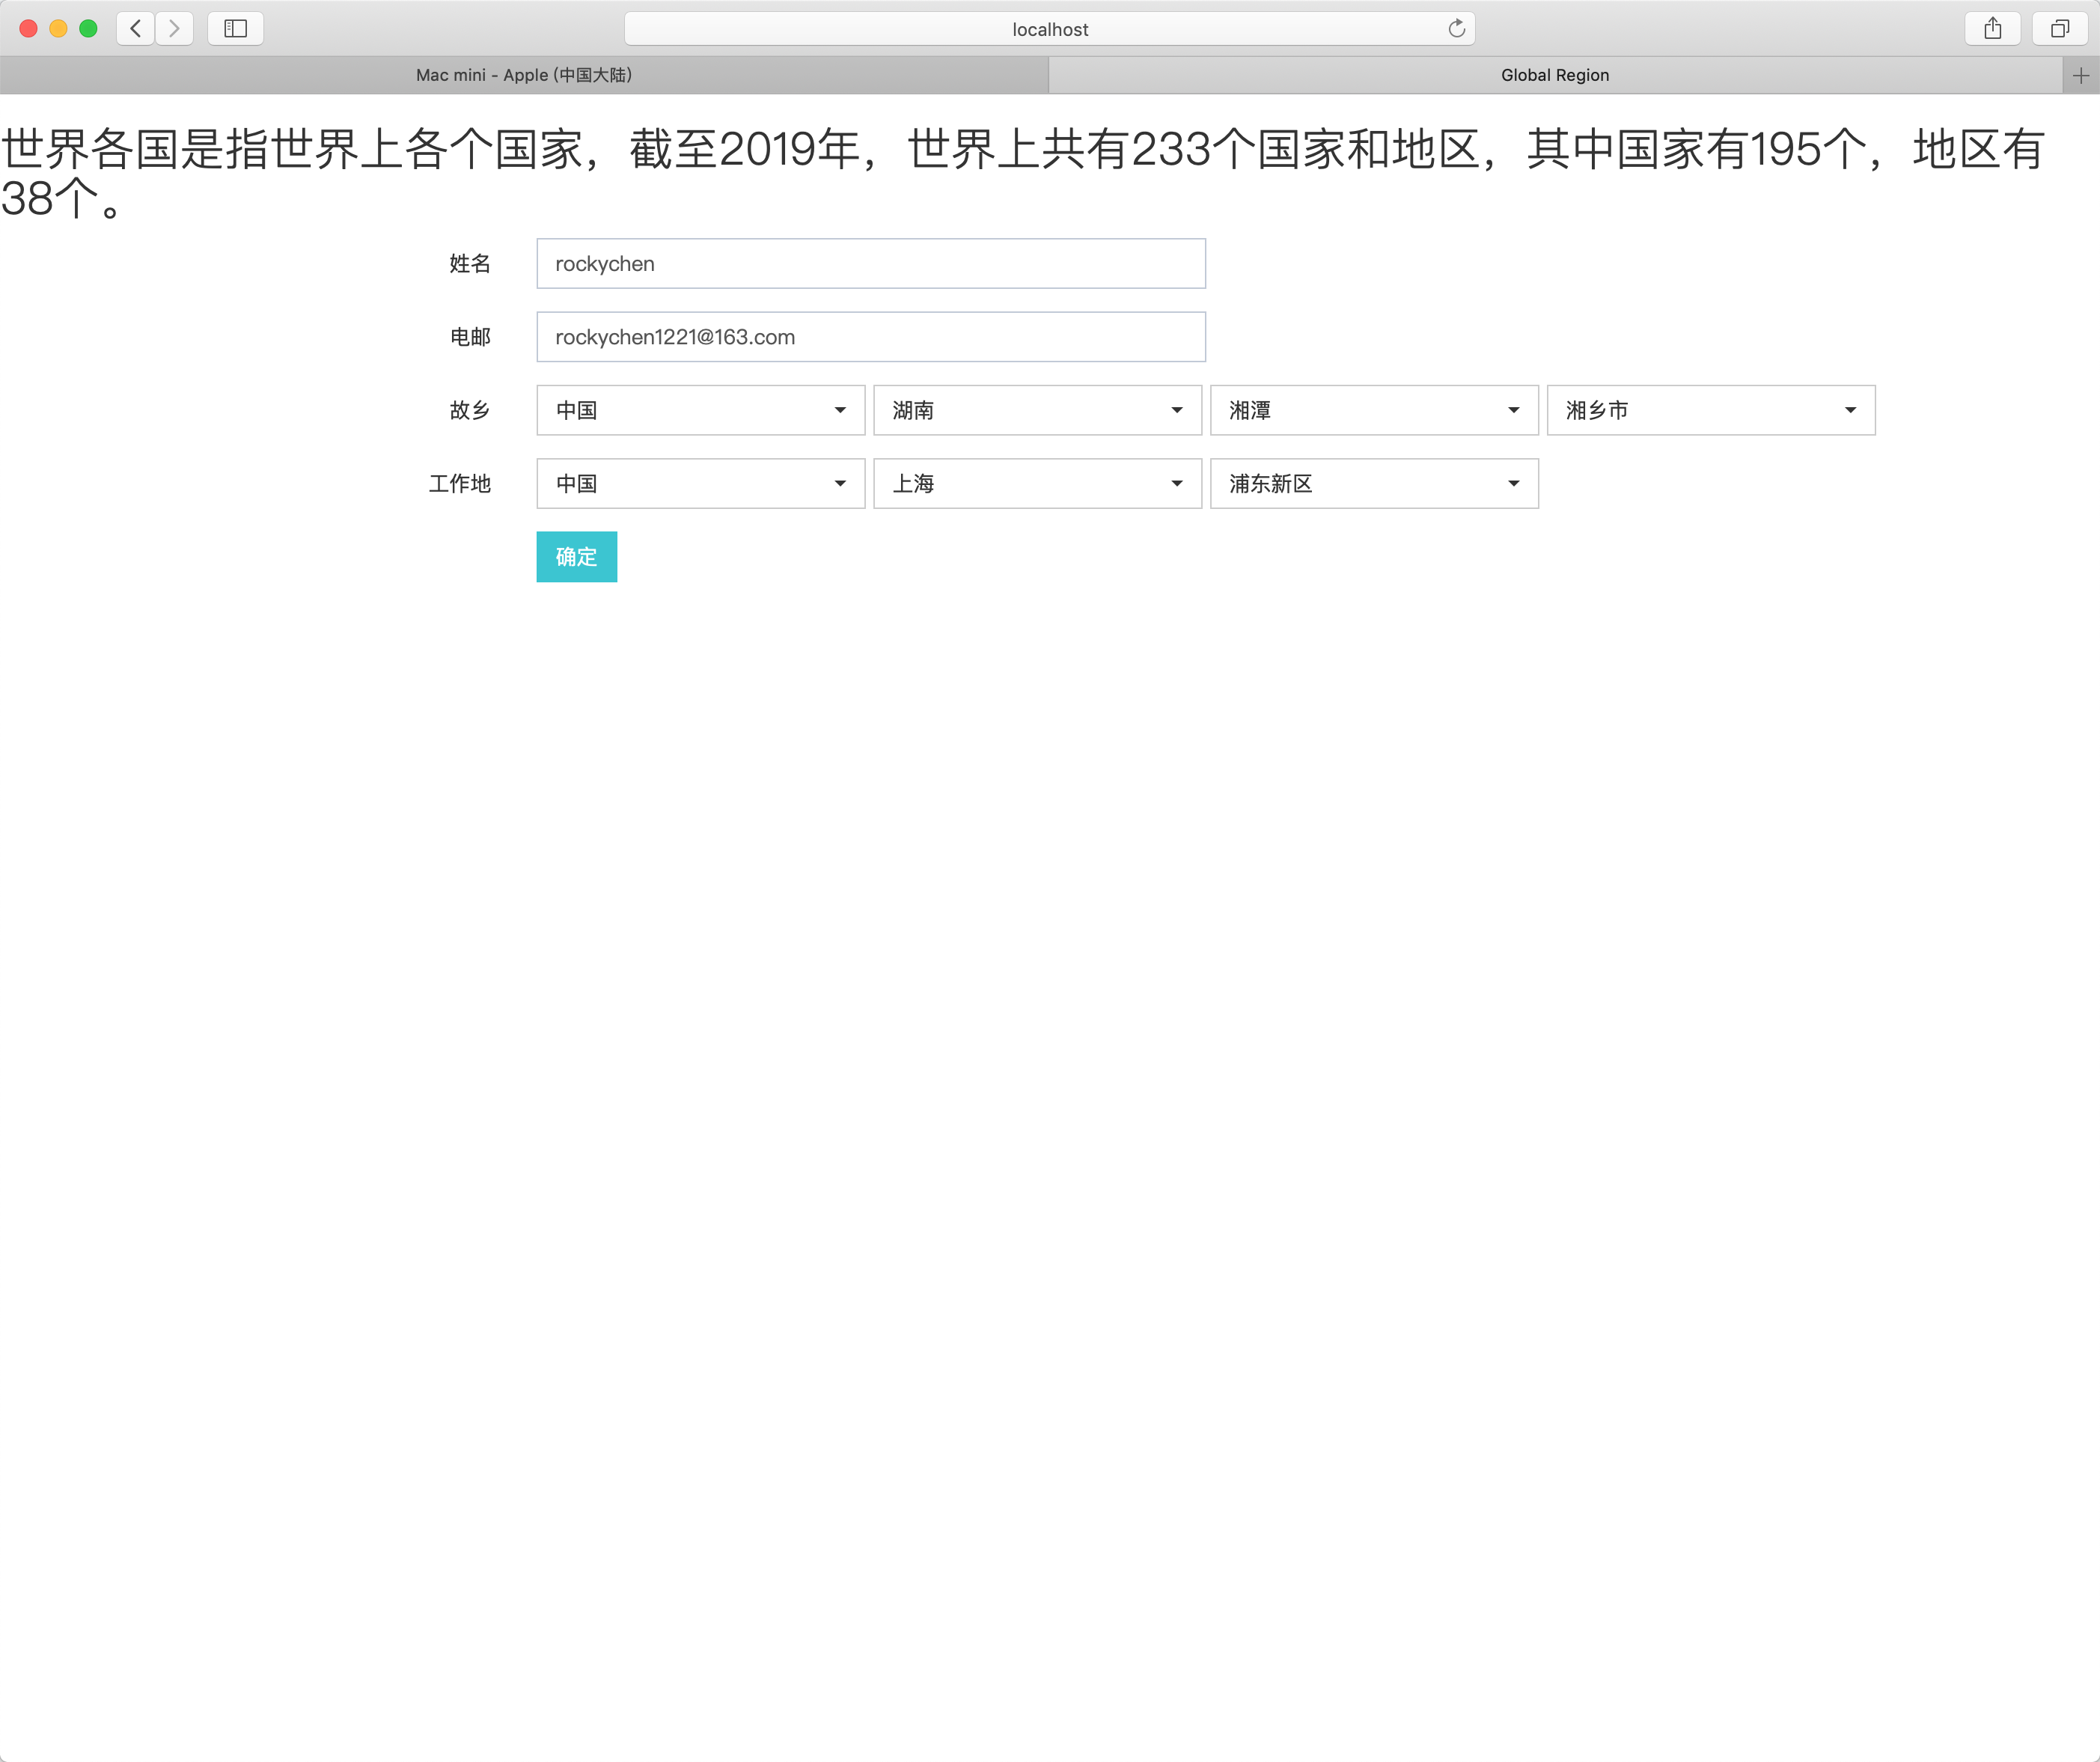 localhost
Mac mini - Apple (中国大陆)
Global Region
世界各国是指世界上各个国家，截至2019年，世界上共有233个国家和地区，其中国家有195个，地区有
38个。
姓名 rockychen
电邮 rockychen1221@163.com
故乡 中国 湖南 湘潭 湘乡市
工作地 中国 上海 浦东新区
确定